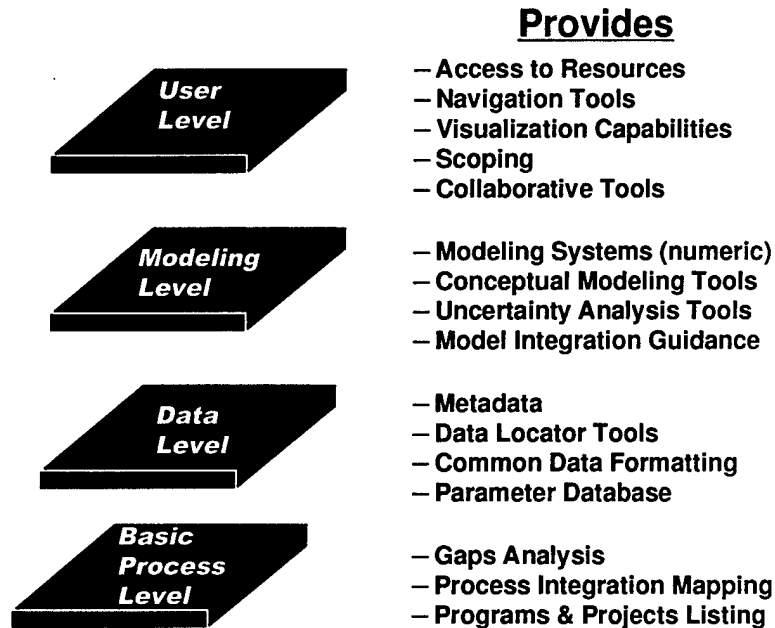 Provides
User
Level
– Access to Resources
– Navigation Tools
– Visualization Capabilities
– Scoping
– Collaborative Tools
Modeling
Level
– Modeling Systems (numeric)
– Conceptual Modeling Tools
– Uncertainty Analysis Tools
– Model Integration Guidance
Data
Level
– Metadata
– Data Locator Tools
– Common Data Formatting
– Parameter Database
Basic
Process
Level
– Gaps Analysis
– Process Integration Mapping
– Programs & Projects Listing